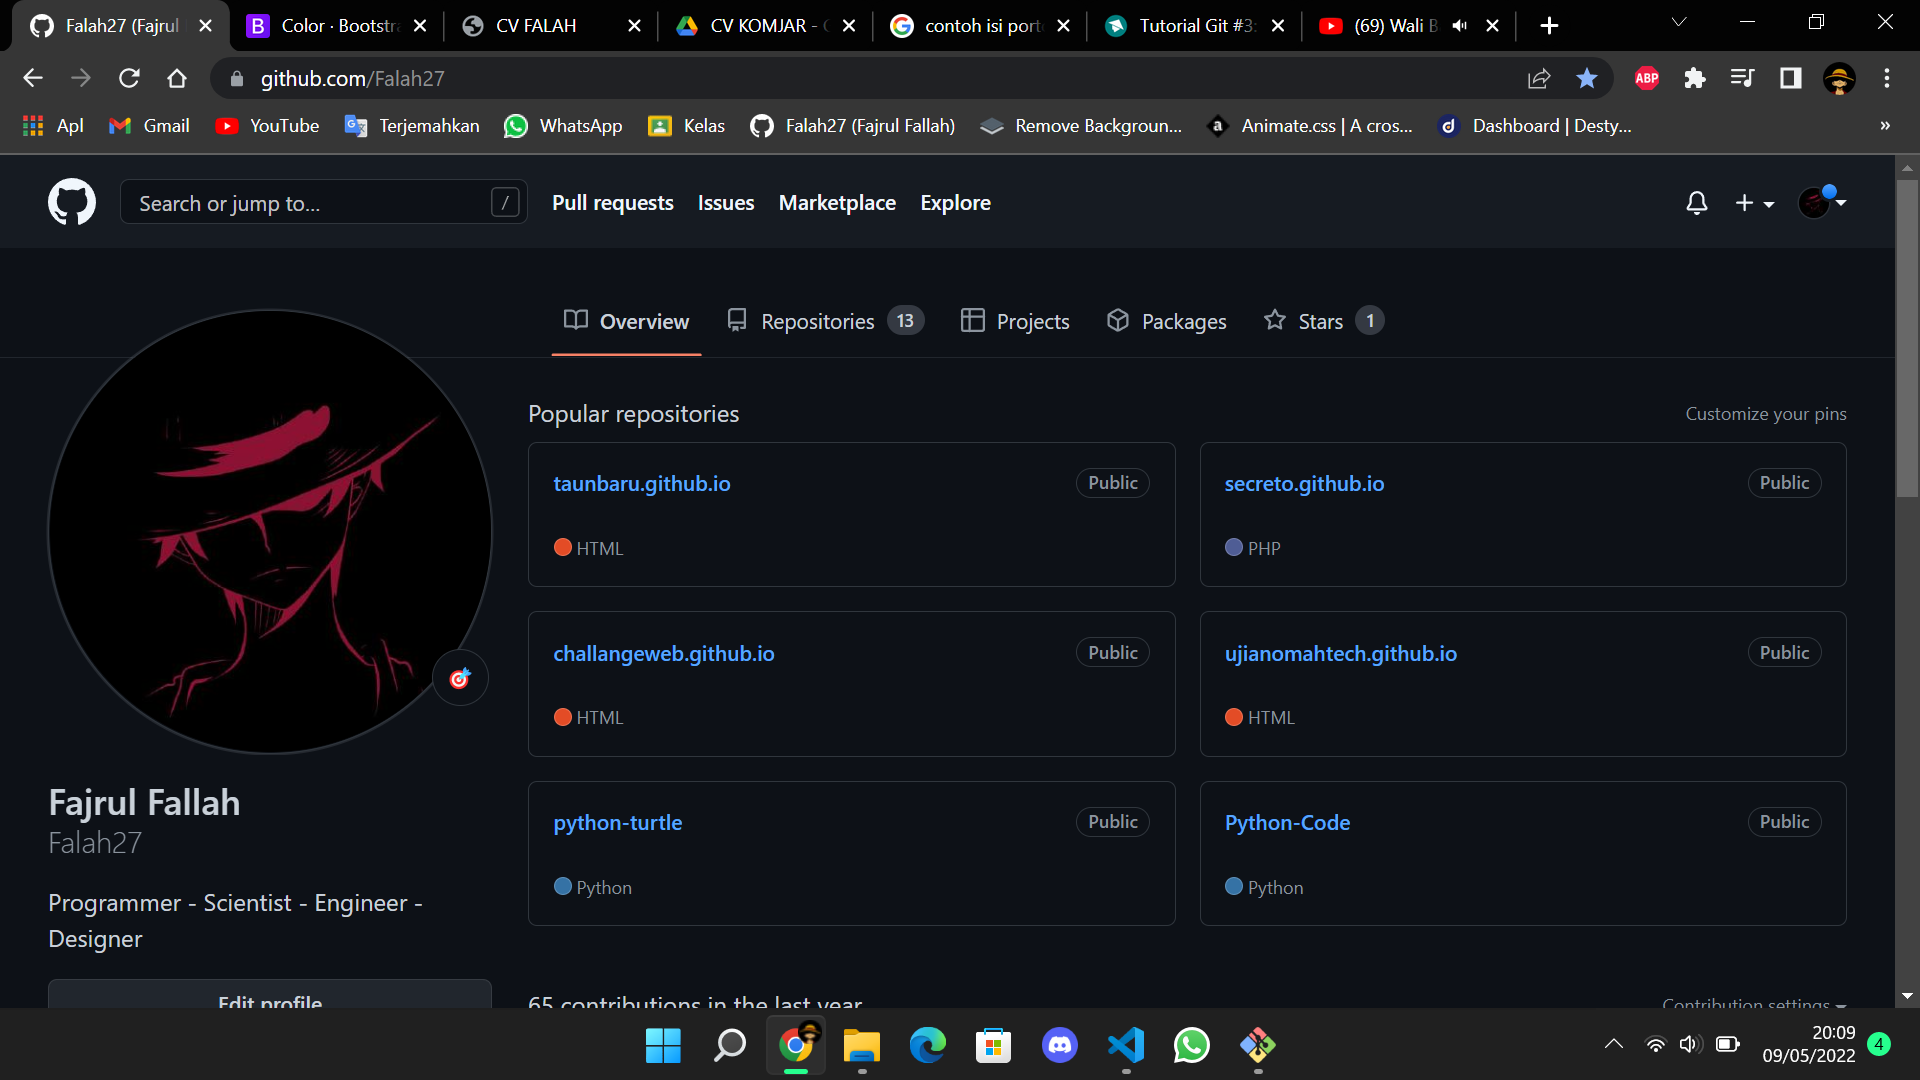 Falah27 (Fajrul
Color · Bootstra
CV FALAH
CV KOMJAR -
contoh isi port
Tutorial Git #3:
(69) Wali B
github.com/Falah27
ABP
Apl
Gmail
YouTube
Terjemahkan
WhatsApp
Kelas
Falah27 (Fajrul Fallah)
Remove Backgroun...
Animate.css | A cros...
Dashboard | Desty...
»
Search or jump to...
/
Pull requests
Issues
Marketplace
Explore
Overview
Repositories 13
Projects
Packages
Stars 1
Popular repositories
Customize your pins
taunbaru.github.io
Public
HTML
secreto.github.io
Public
PHP
challangeweb.github.io
Public
HTML
ujianomahtech.github.io
Public
HTML
python-turtle
Public
Python
Python-Code
Public
Python
Fajrul Fallah
Falah27
Programmer - Scientist - Engineer -
Designer
Edit profile
65 contributions in the last year
Contribution settings
20:09
09/05/2022
4